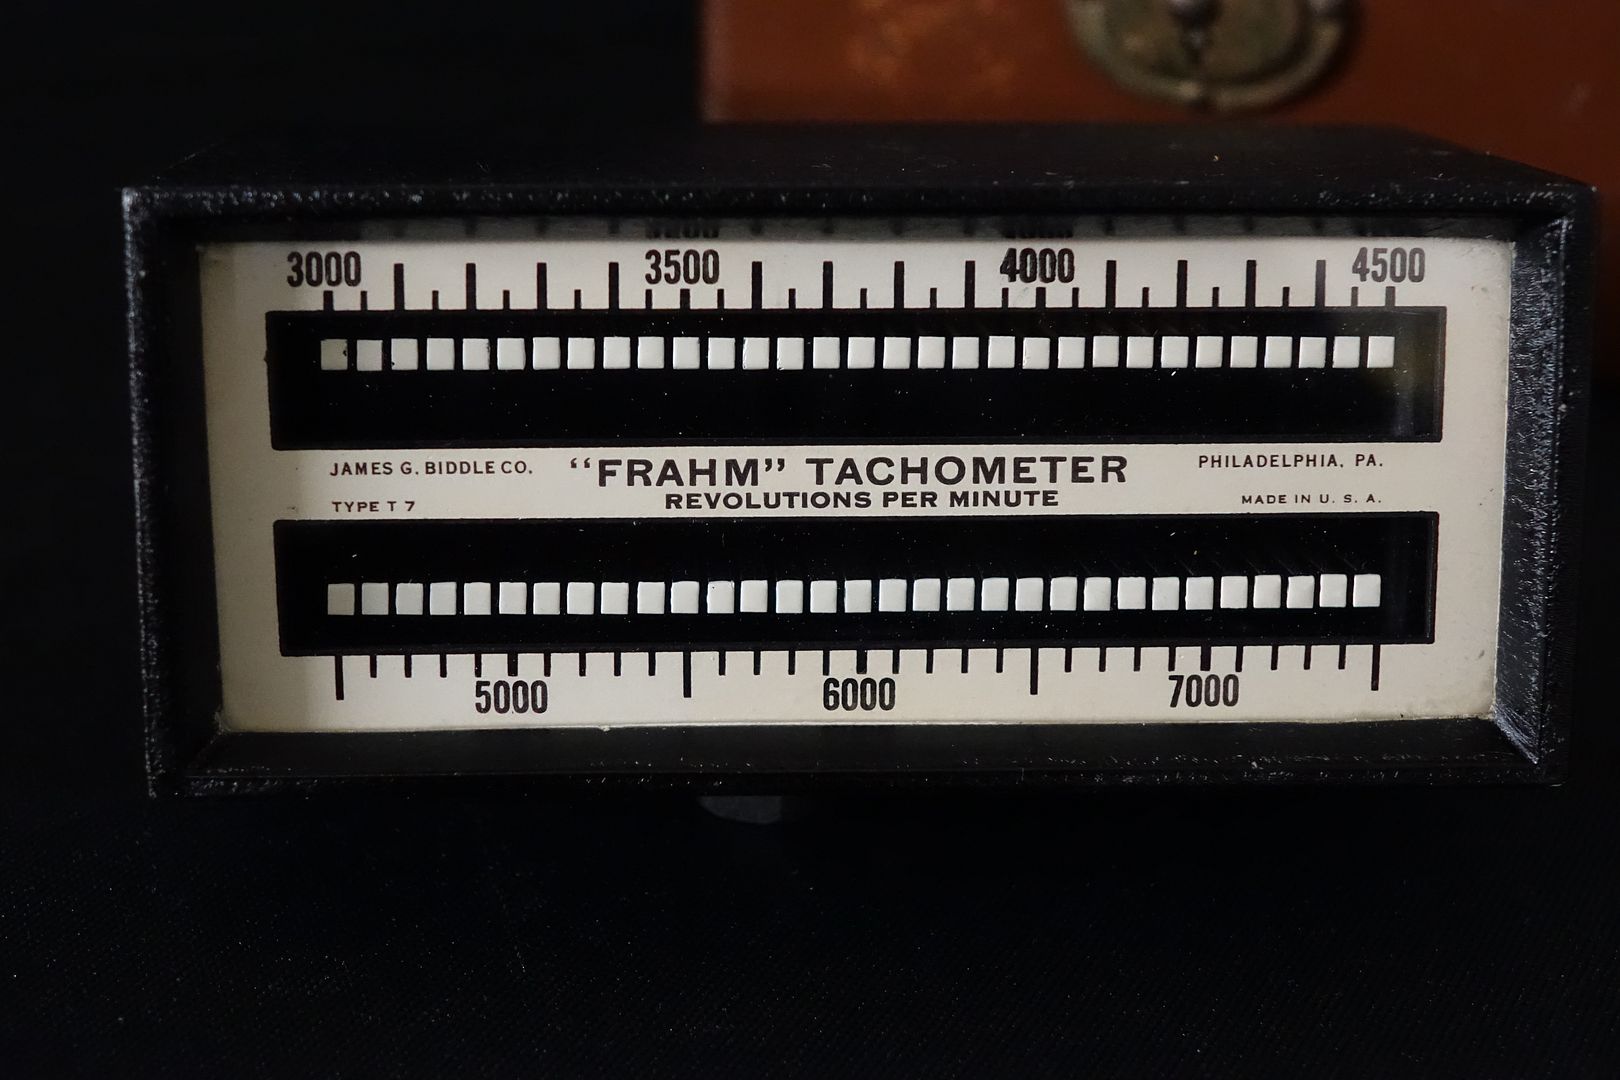 3000 3500 4000 4500
JAMES G. BIDDLE CO. “FRAHM” TACHOMETER PHILADELPHIA, PA.
TYPE T 7 REVOLUTIONS PER MINUTE MADE IN U. S. A.
5000 6000 7000